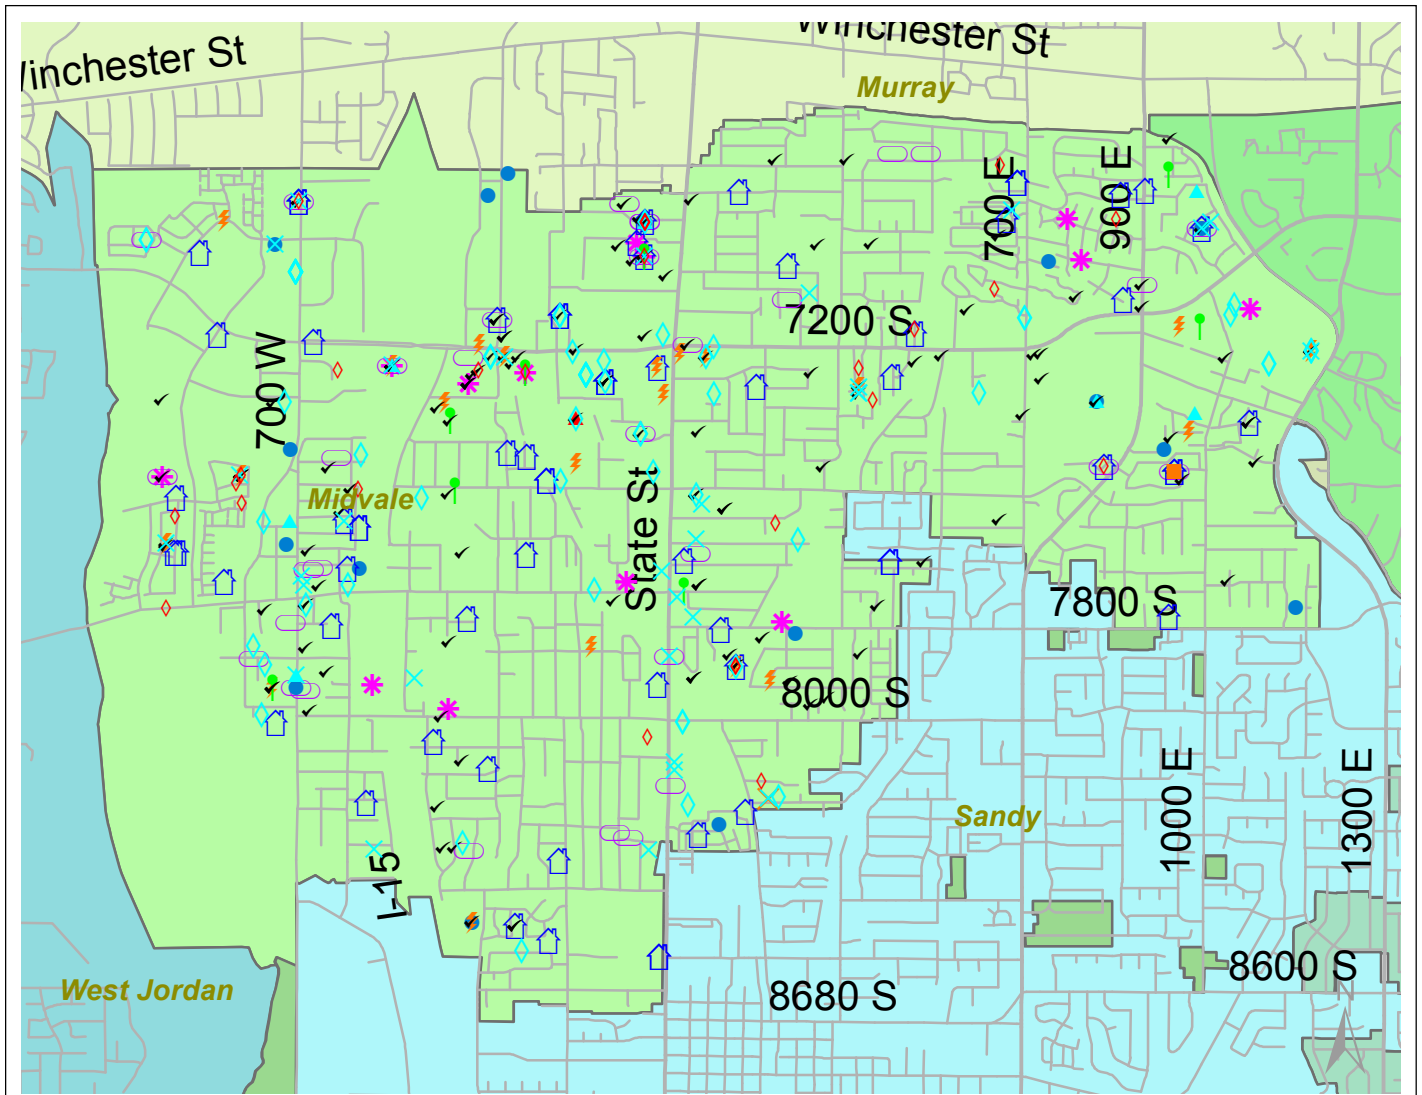 Winchester St
Winchester St
Murray
700 E
900 E
7200 S
700 W
Midvale
State St
7800 S
8000 S
1000 E
1300 E
Sandy
I-15
West Jordan
8600 S
8680 S